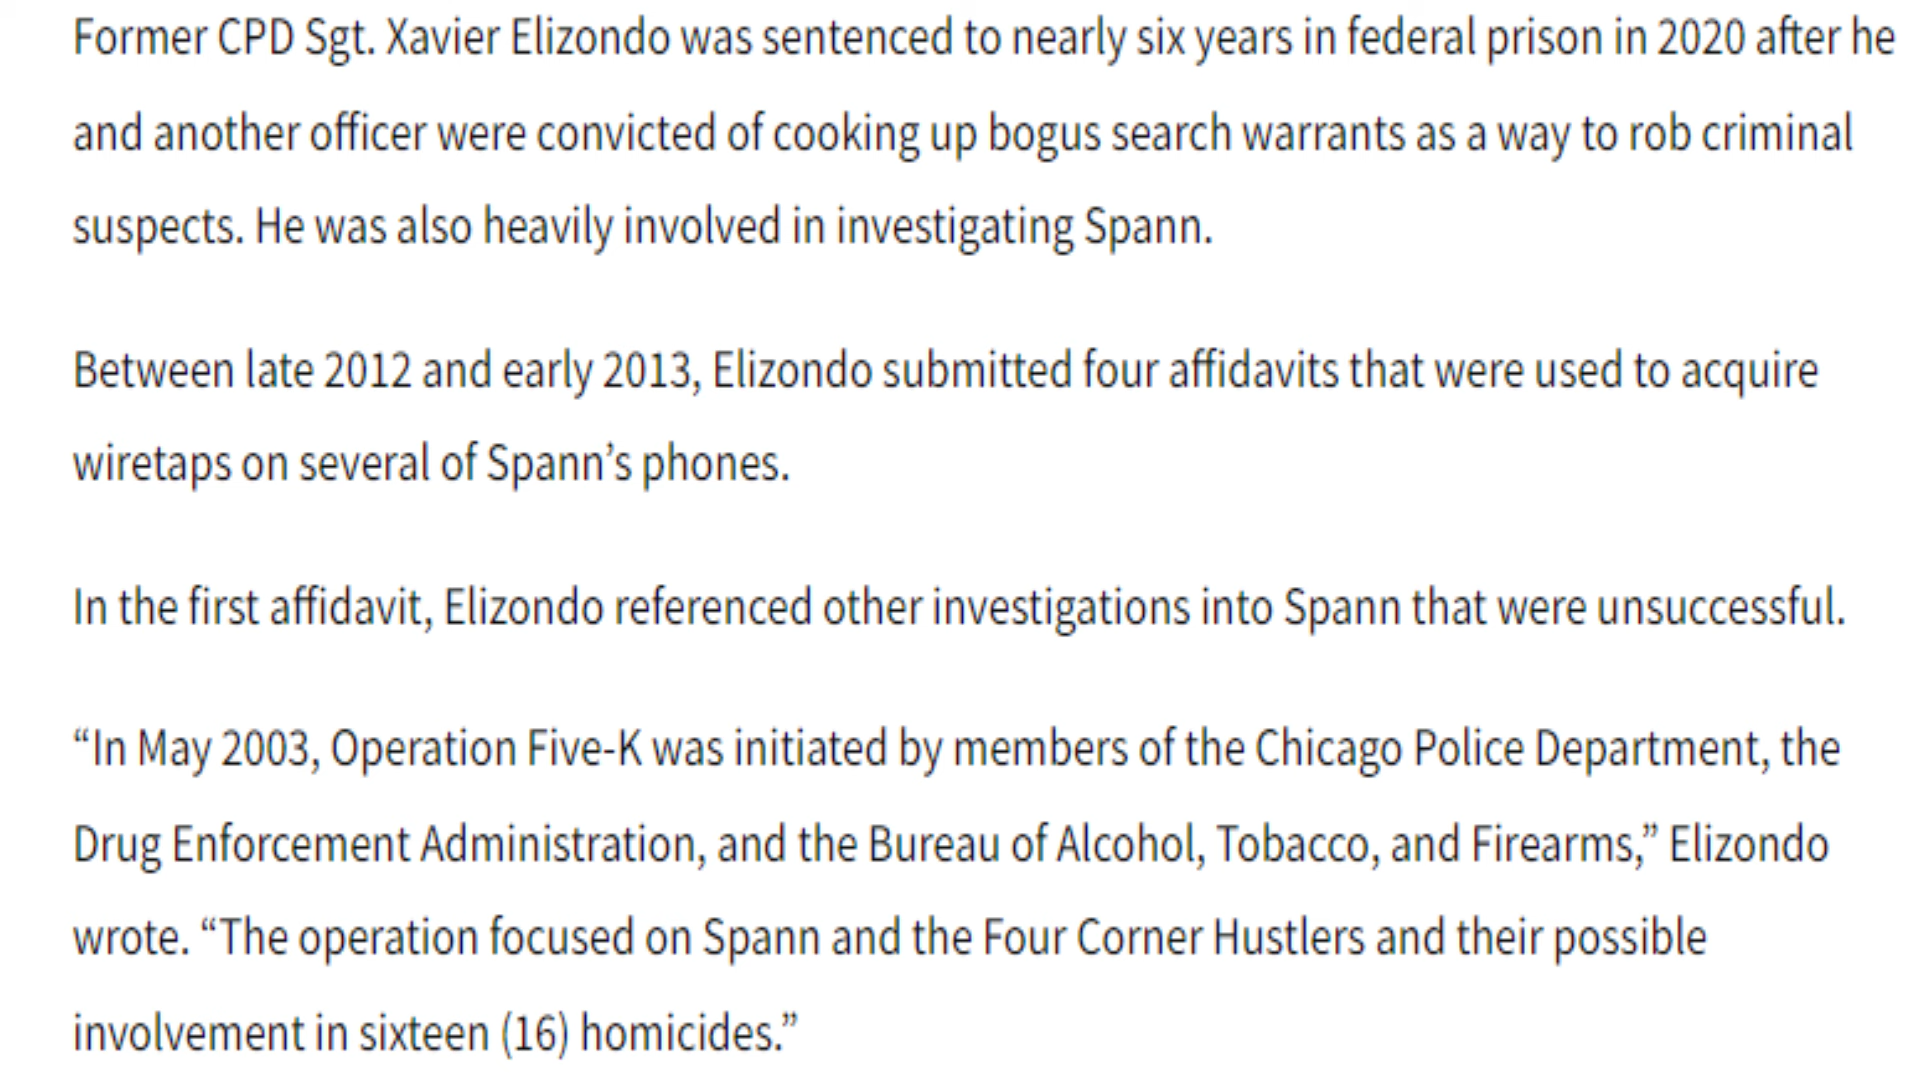 Former CPD Sgt. Xavier Elizondo was sentenced to nearly six years in federal prison in 2020 after he
and another officer were convicted of cooking up bogus search warrants as a way to rob criminal
suspects. He was also heavily involved in investigating Spann.
Between late 2012 and early 2013, Elizondo submitted four affidavits that were used to acquire
wiretaps on several of Spann’s phones.
In the first affidavit, Elizondo referenced other investigations into Spann that were unsuccessful.
“In May 2003, Operation Five-K was initiated by members of the Chicago Police Department, the
Drug Enforcement Administration, and the Bureau of Alcohol, Tobacco, and Firearms,” Elizondo
wrote. “The operation focused on Spann and the Four Corner Hustlers and their possible
involvement in sixteen (16) homicides.”